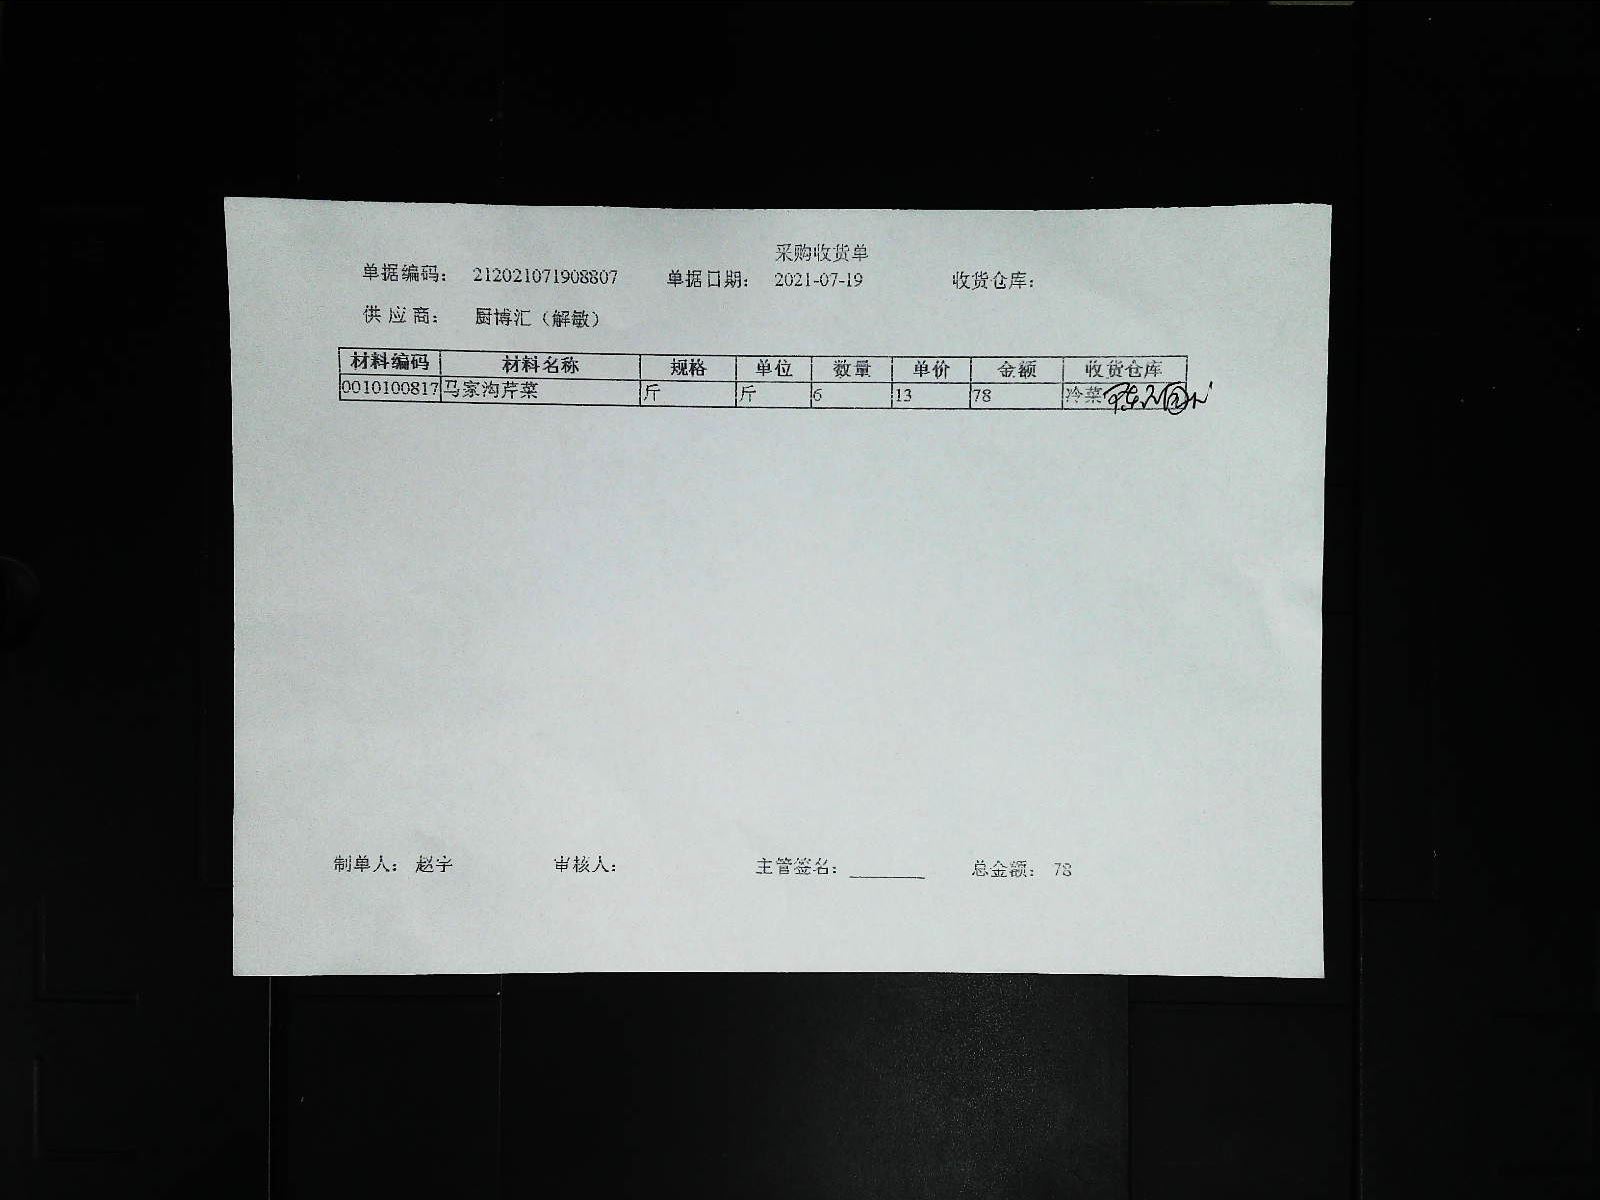 采购收货单
单据编码： 212021071908807 单据日期： 2021-07-19 收货仓库：
供应商： 厨博汇（解敏）
材料编码 材料名称 规格 单位 数量 单价 金额 收货仓库
0010100817 马家沟芹菜 斤 斤 6 13 78 冷菜
制单人： 赵宇 审核人： 主管签名： ________ 总金额： 78